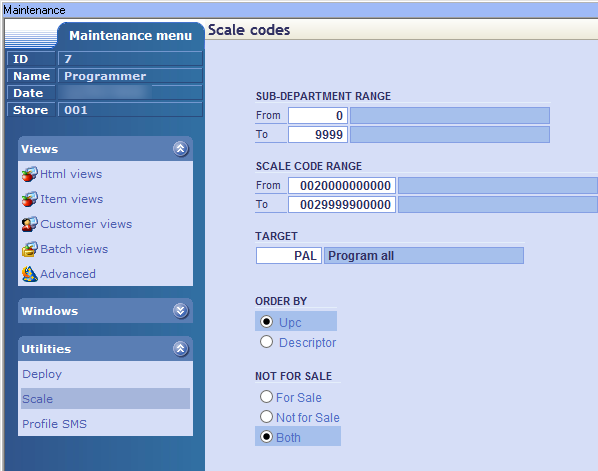 Maintenance
Maintenance menu
Scale codes
ID 7
Name Programmer
Date
Store 001
Views
Html views
Item views
Customer views
Batch views
Advanced
Windows
Utilities
Deploy
Scale
Profile SMS
SUB-DEPARTMENT RANGE
From 0
To 9999
SCALE CODE RANGE
From 0020000000000
To 0029999900000
TARGET
PAL Program all
ORDER BY
Upc
Descriptor
NOT FOR SALE
For Sale
Not for Sale
Both